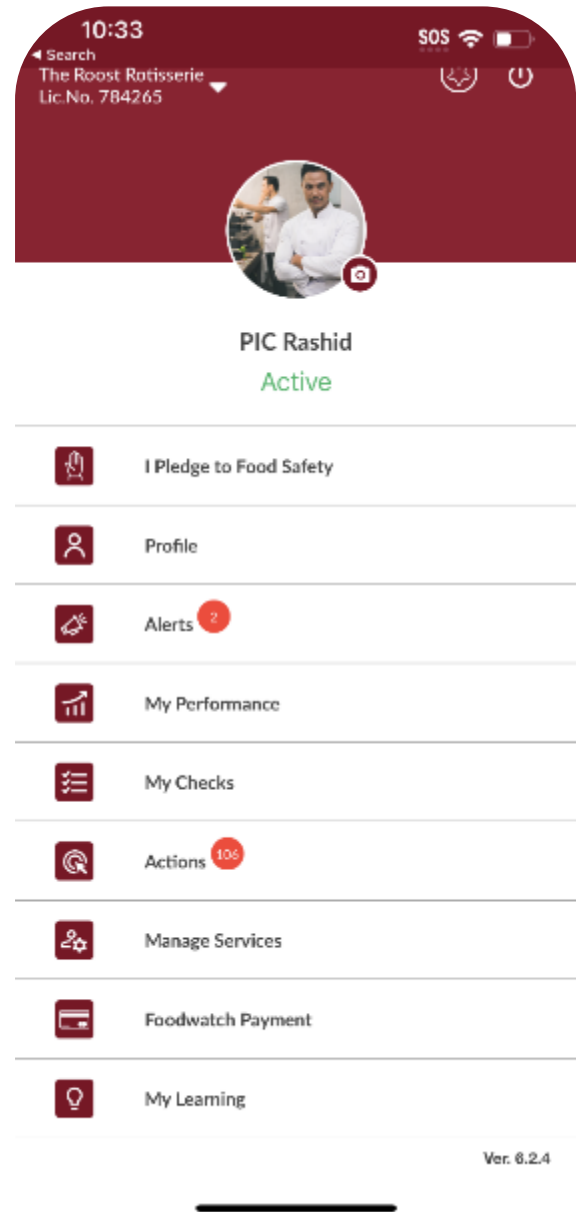 10:33
SOS
◀ Search
The Roost Rotisserie
Lic.No. 784265
PIC Rashid
Active
I Pledge to Food Safety
Profile
Alerts 2
My Performance
My Checks
Actions 106
Manage Services
Foodwatch Payment
My Learning
Ver. 6.2.4